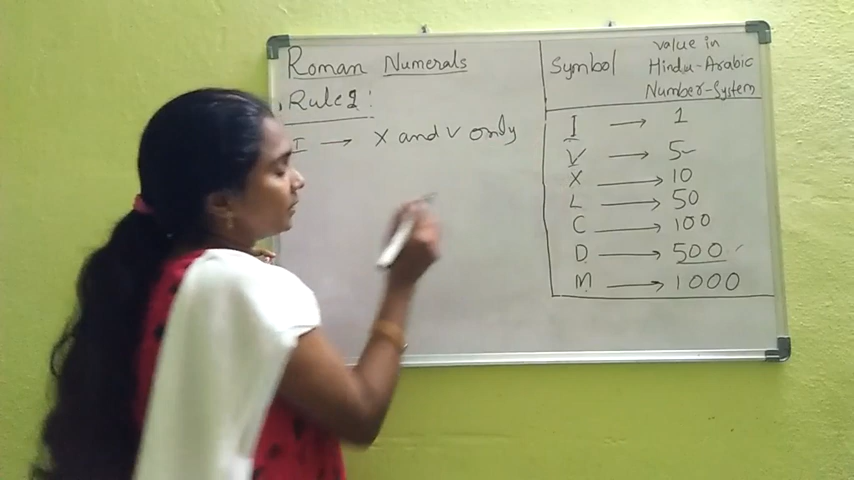 Roman Numerals
Rule 2:
I → X and V only
Symbol
value in
Hindu-Arabic
Number-System
I → 1
V → 5
X → 10
L → 50
C → 100
D → 500
M → 1000